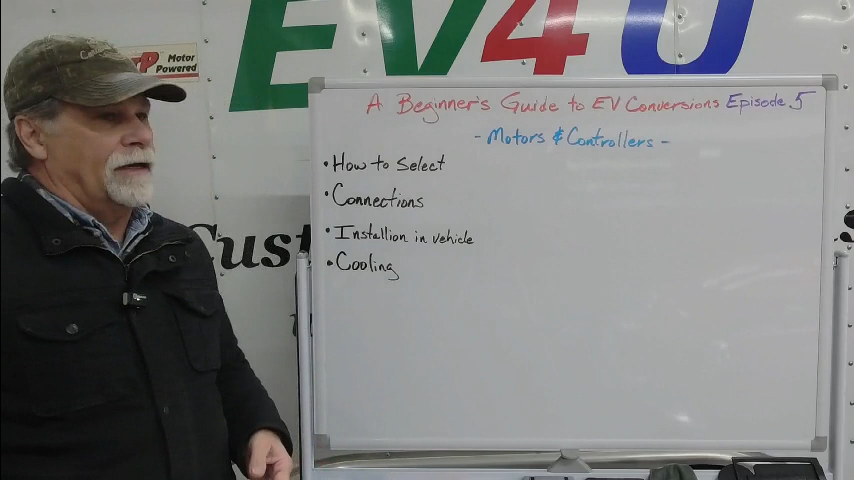 EV4U
Motor
Powered
A Beginner's Guide to EV Conversions Episode 5
- Motors & Controllers -
• How to Select
• Connections
• Installion in vehicle
• Cooling
Cust